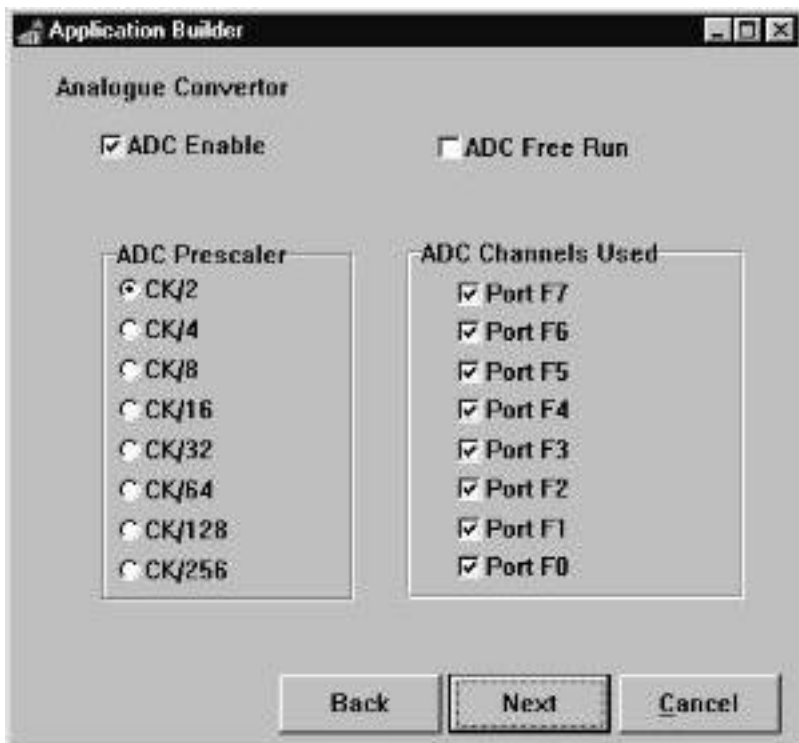 Application Builder
Analogue Convertor
ADC Enable
ADC Free Run
ADC Prescaler
CK/2
CK/4
CK/8
CK/16
CK/32
CK/64
CK/128
CK/256
ADC Channels Used
Port F7
Port F6
Port F5
Port F4
Port F3
Port F2
Port F1
Port F0
Back
Next
Cancel